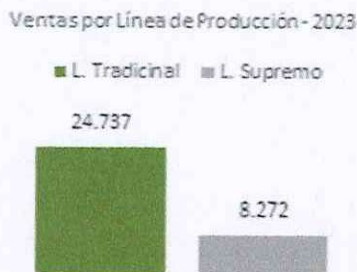 Ventas por Línea de Producción - 2023
L. Tradicinal L. Supremo
24.737
8.272